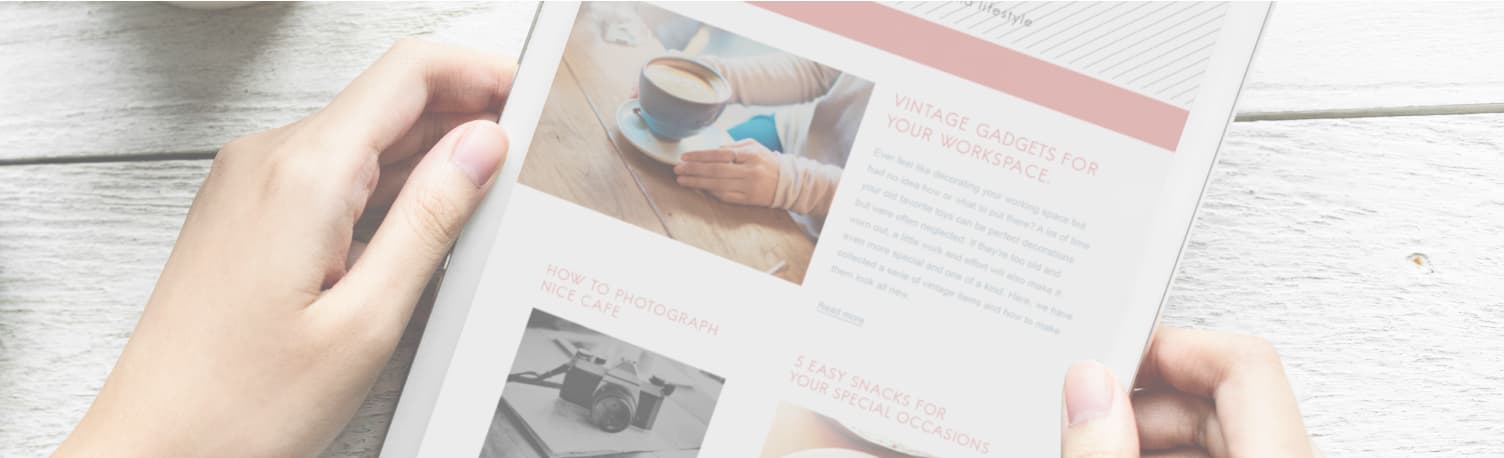 lifestyle
VINTAGE GADGETS FOR
YOUR WORKSPACE.
Ever feel like decorating your working space but
had no idea how or what to put there? A lot of time
your old favorite toys can be perfect decorations
but were often neglected. If they're too old and
worn out, a little work and effort will also make it
even more special and one of a kind. Here, we have
collected a serie of vintage items and how to make
them look all new.
Read more
HOW TO PHOTOGRAPH
NICE CAFE
5 EASY SNACKS FOR
YOUR SPECIAL OCCASIONS